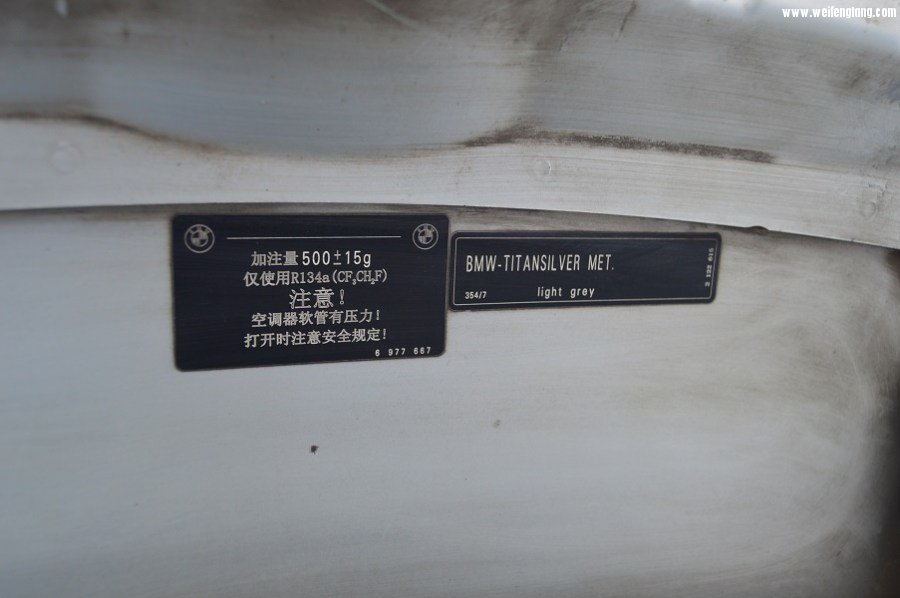 www.weifengtang.com
加注量500±15g
仅使用R134a(CF₃CH₂F)
注意!
空调器软管有压力!
打开时注意安全规定!
6 977 667
BMW-TITANSILVER MET.
354/7 light grey